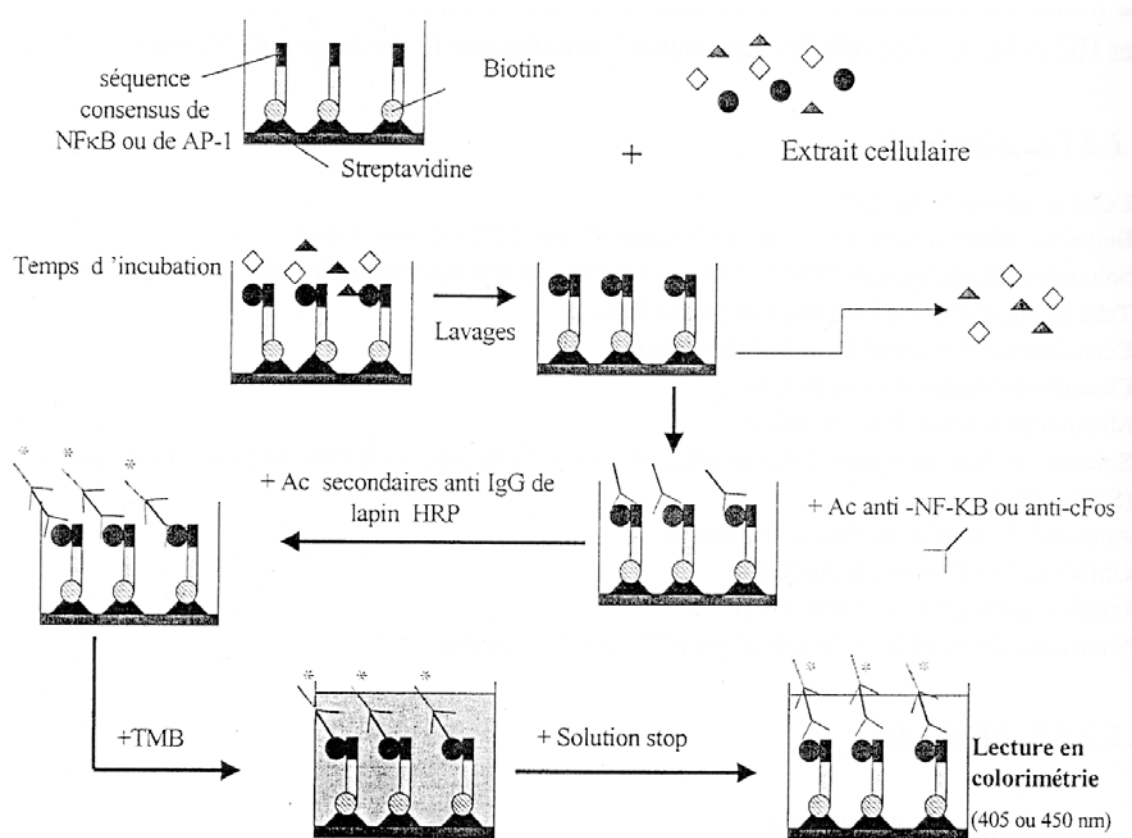 séquence
consensus de
NFκB ou de AP-1
Biotine
Streptavidine
+
Extrait cellulaire
Temps d 'incubation
Lavages
+ Ac secondaires anti IgG de
lapin HRP
+ Ac anti -NF-KB ou anti-cFos
* * *
+TMB
* * *
+ Solution stop
* * *
Lecture en
colorimétrie
(405 ou 450 nm)